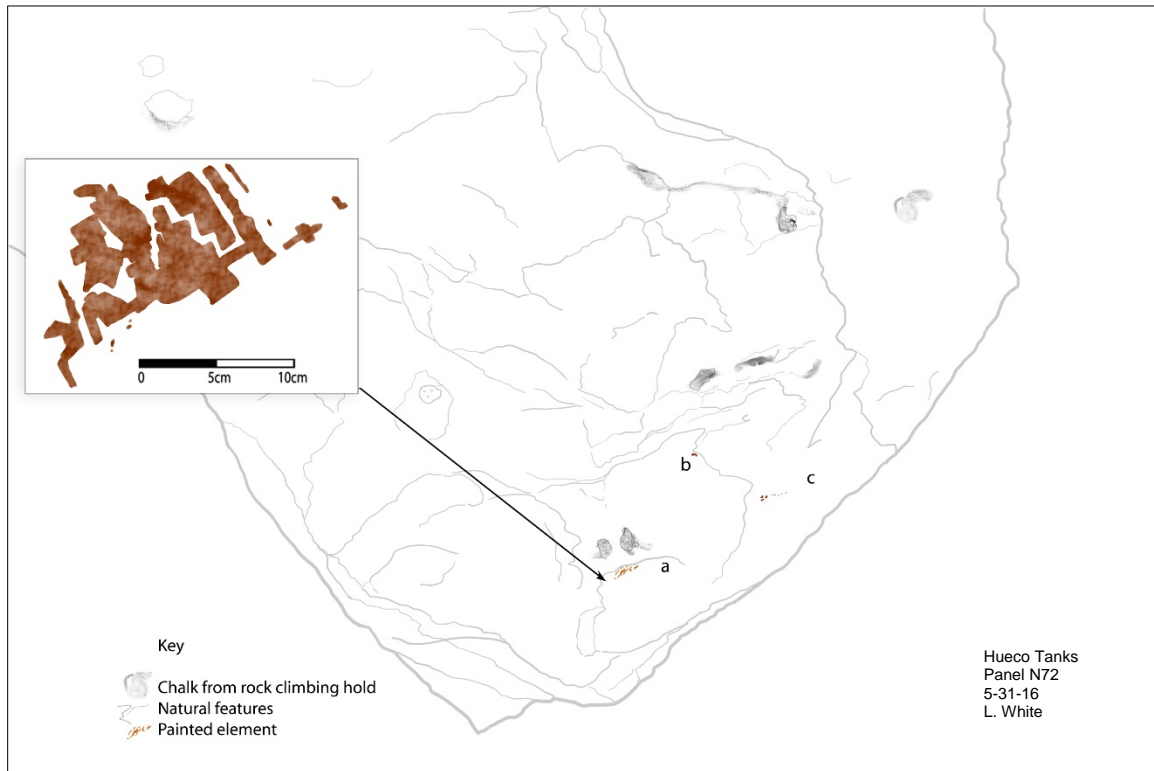 0
5cm
10cm
b
c
a
Key
Chalk from rock climbing hold
Natural features
Painted element
Hueco Tanks
Panel N72
5-31-16
L. White